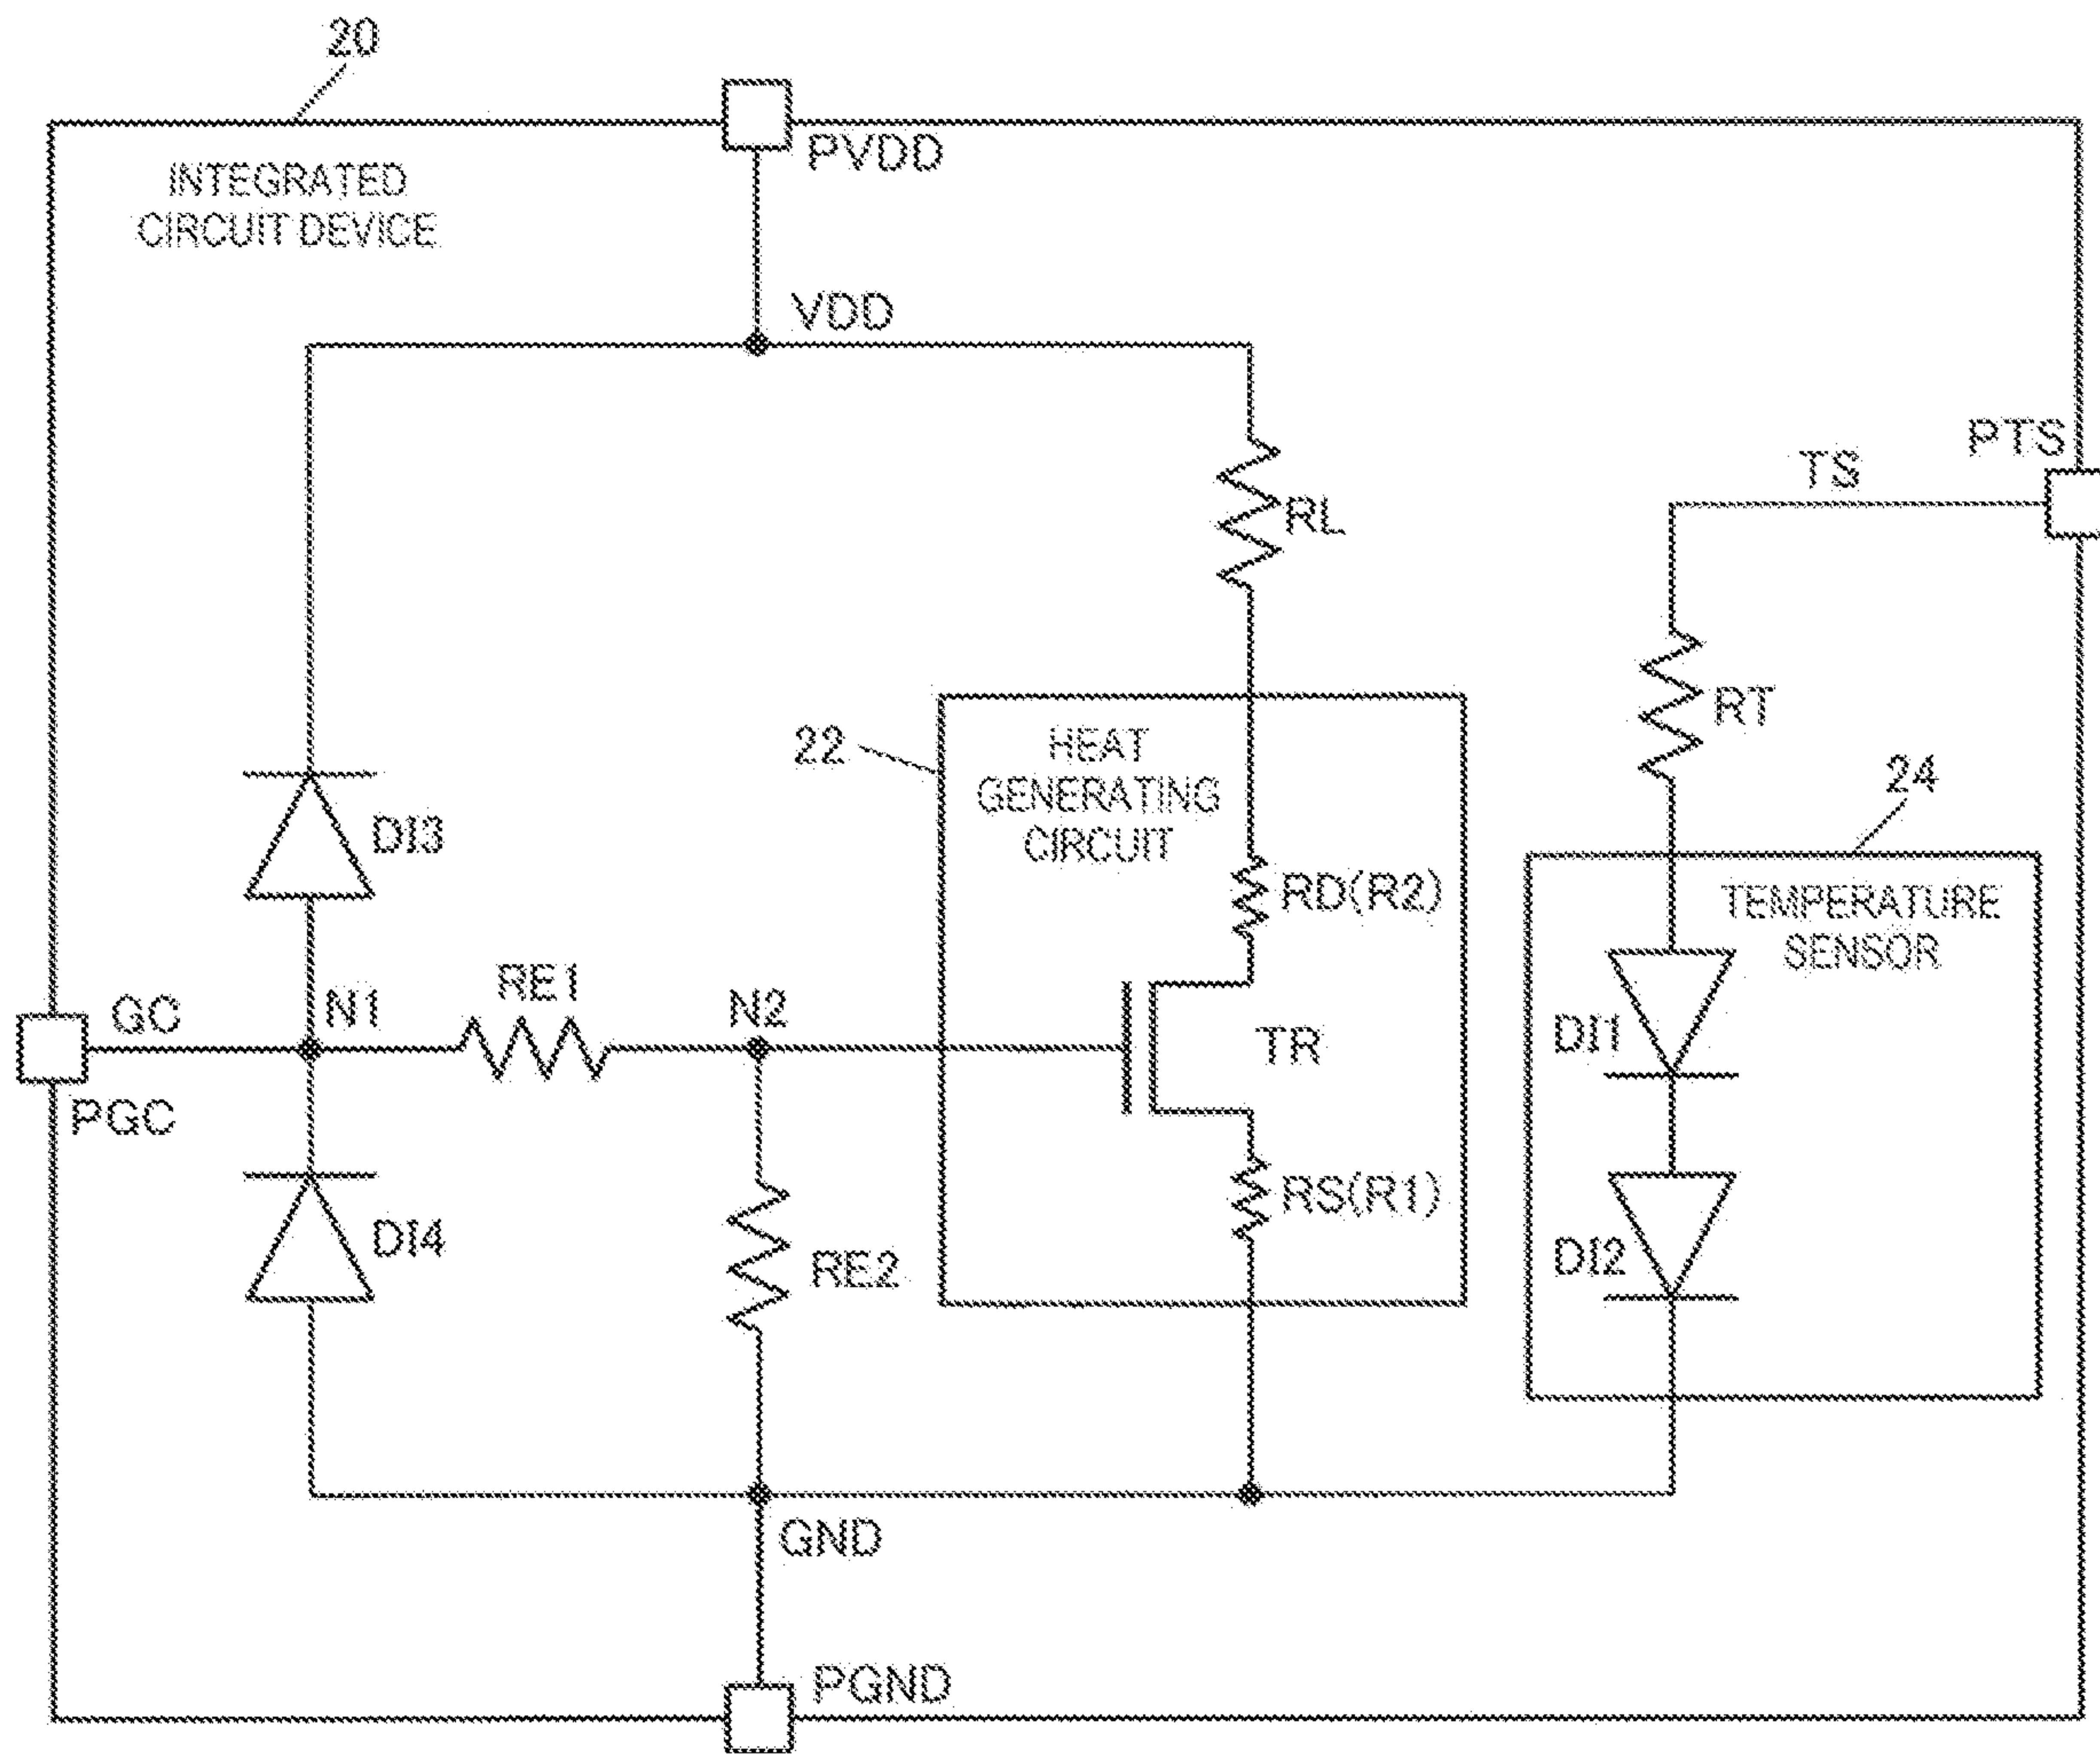 20
PVDD
INTEGRATED
CIRCUIT DEVICE
VDD
PTS
TS
RL
RT
22
HEAT
GENERATING
CIRCUIT
24
DI3
RD(R2)
TEMPERATURE
SENSOR
GC
N1
RE1
N2
TR
DI1
PGC
RS(R1)
DI4
RE2
DI2
GND
PGND